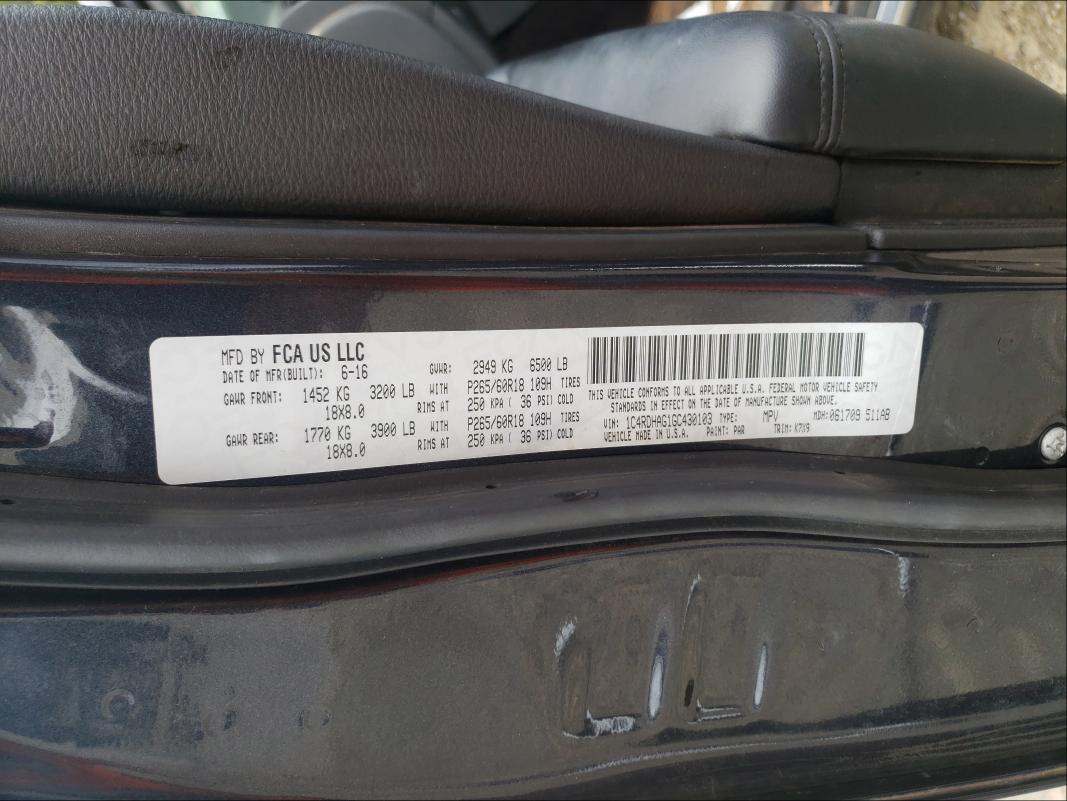 MFD BY FCA US LLC
DATE OF MFR(BUILT): 6-16 GVWR: 2949 KG 6500 LB
GAWR FRONT: 1452 KG 3200 LB WITH P265/60R18 109H TIRES
18X8.0 RIMS AT 250 KPA ( 36 PSI) COLD
GAWR REAR: 1770 KG 3900 LB WITH P265/60R18 109H TIRES
18X8.0 RIMS AT 250 KPA ( 36 PSI) COLD
THIS VEHICLE CONFORMS TO ALL APPLICABLE U.S.A. FEDERAL MOTOR VEHICLE SAFETY
STANDARDS IN EFFECT ON THE DATE OF MANUFACTURE SHOWN ABOVE.
VIN: 1C4RDHAG1GC430103 TYPE: MPV MDH: 061709 511AB
VEHICLE MADE IN U.S.A. PAINT: PAR TRIM: K7X9